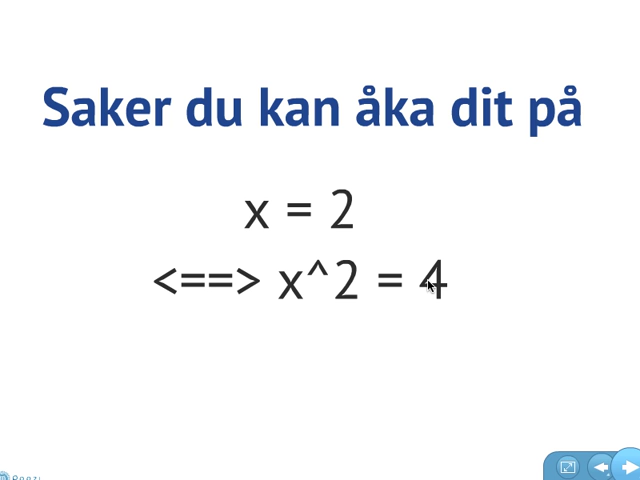 Saker du kan åka dit på
x = 2
<==> x^2 = 4